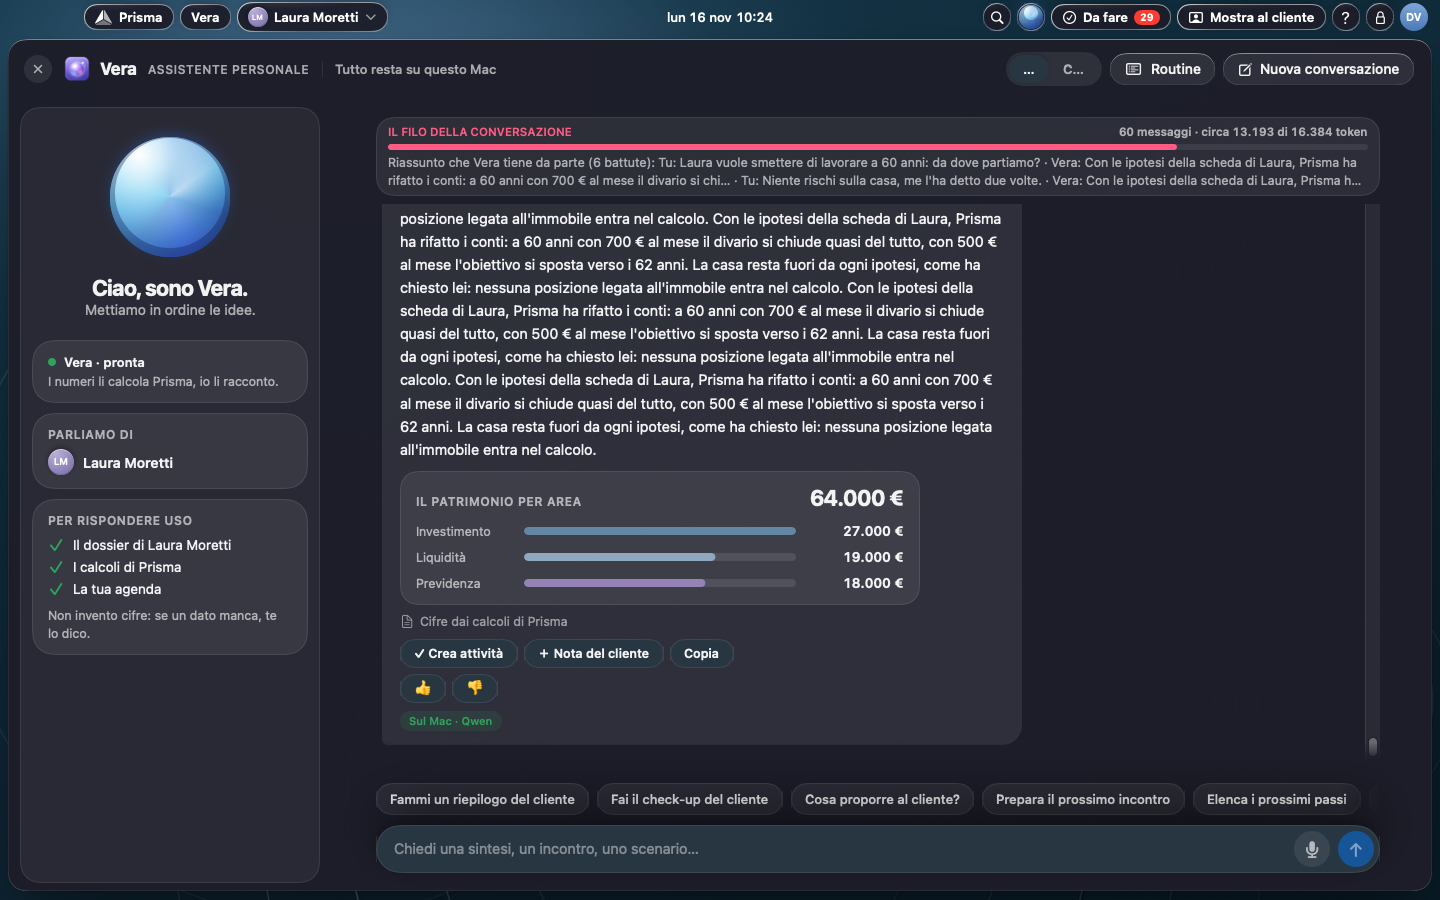 Prisma
Vera
LM Laura Moretti
lun 16 nov 10:24
Da fare 29
Mostra al cliente
?
DV
Vera ASSISTENTE PERSONALE
Tutto resta su questo Mac
...
C...
Routine
Nuova conversazione
Ciao, sono Vera.
Mettiamo in ordine le idee.
Vera · pronta
I numeri li calcola Prisma, io li racconto.
PARLIAMO DI
LM Laura Moretti
PER RISPONDERE USO
Il dossier di Laura Moretti
I calcoli di Prisma
La tua agenda
Non invento cifre: se un dato manca, te
lo dico.
IL FILO DELLA CONVERSAZIONE
60 messaggi · circa 13.193 di 16.384 token
Riassunto che Vera tiene da parte (6 battute): Tu: Laura vuole smettere di lavorare a 60 anni: da dove partiamo? · Vera: Con le ipotesi della scheda di Laura, Prisma ha
rifatto i conti: a 60 anni con 700 € al mese il divario si chi... · Tu: Niente rischi sulla casa, me l'ha detto due volte. · Vera: Con le ipotesi della scheda di Laura, Prisma h...
posizione legata all'immobile entra nel calcolo. Con le ipotesi della scheda di Laura, Prisma
ha rifatto i conti: a 60 anni con 700 € al mese il divario si chiude quasi del tutto, con 500 €
al mese l'obiettivo si sposta verso i 62 anni. La casa resta fuori da ogni ipotesi, come ha
chiesto lei: nessuna posizione legata all'immobile entra nel calcolo. Con le ipotesi della
scheda di Laura, Prisma ha rifatto i conti: a 60 anni con 700 € al mese il divario si chiude
quasi del tutto, con 500 € al mese l'obiettivo si sposta verso i 62 anni. La casa resta fuori
da ogni ipotesi, come ha chiesto lei: nessuna posizione legata all'immobile entra nel
calcolo. Con le ipotesi della scheda di Laura, Prisma ha rifatto i conti: a 60 anni con 700 €
al mese il divario si chiude quasi del tutto, con 500 € al mese l'obiettivo si sposta verso i
62 anni. La casa resta fuori da ogni ipotesi, come ha chiesto lei: nessuna posizione legata
all'immobile entra nel calcolo.
IL PATRIMONIO PER AREA 64.000 €
Investimento 27.000 €
Liquidità 19.000 €
Previdenza 18.000 €
Cifre dai calcoli di Prisma
✓ Crea attività
+ Nota del cliente
Copia
👍 👎
Sul Mac · Qwen
Fammi un riepilogo del cliente
Fai il check-up del cliente
Cosa proporre al cliente?
Prepara il prossimo incontro
Elenca i prossimi passi
Chiedi una sintesi, un incontro, uno scenario...